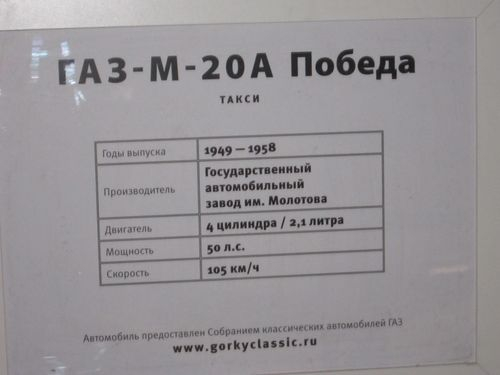 ГАЗ-М-20А Победа
ТАКСИ
Годы выпуска 1949 — 1958
Производитель Государственный
автомобильный
завод им. Молотова
Двигатель 4 цилиндра / 2,1 литра
Мощность 50 л.с.
Скорость 105 км/ч
Автомобиль предоставлен Собранием классических автомобилей ГАЗ
www.gorkyclassic.ru